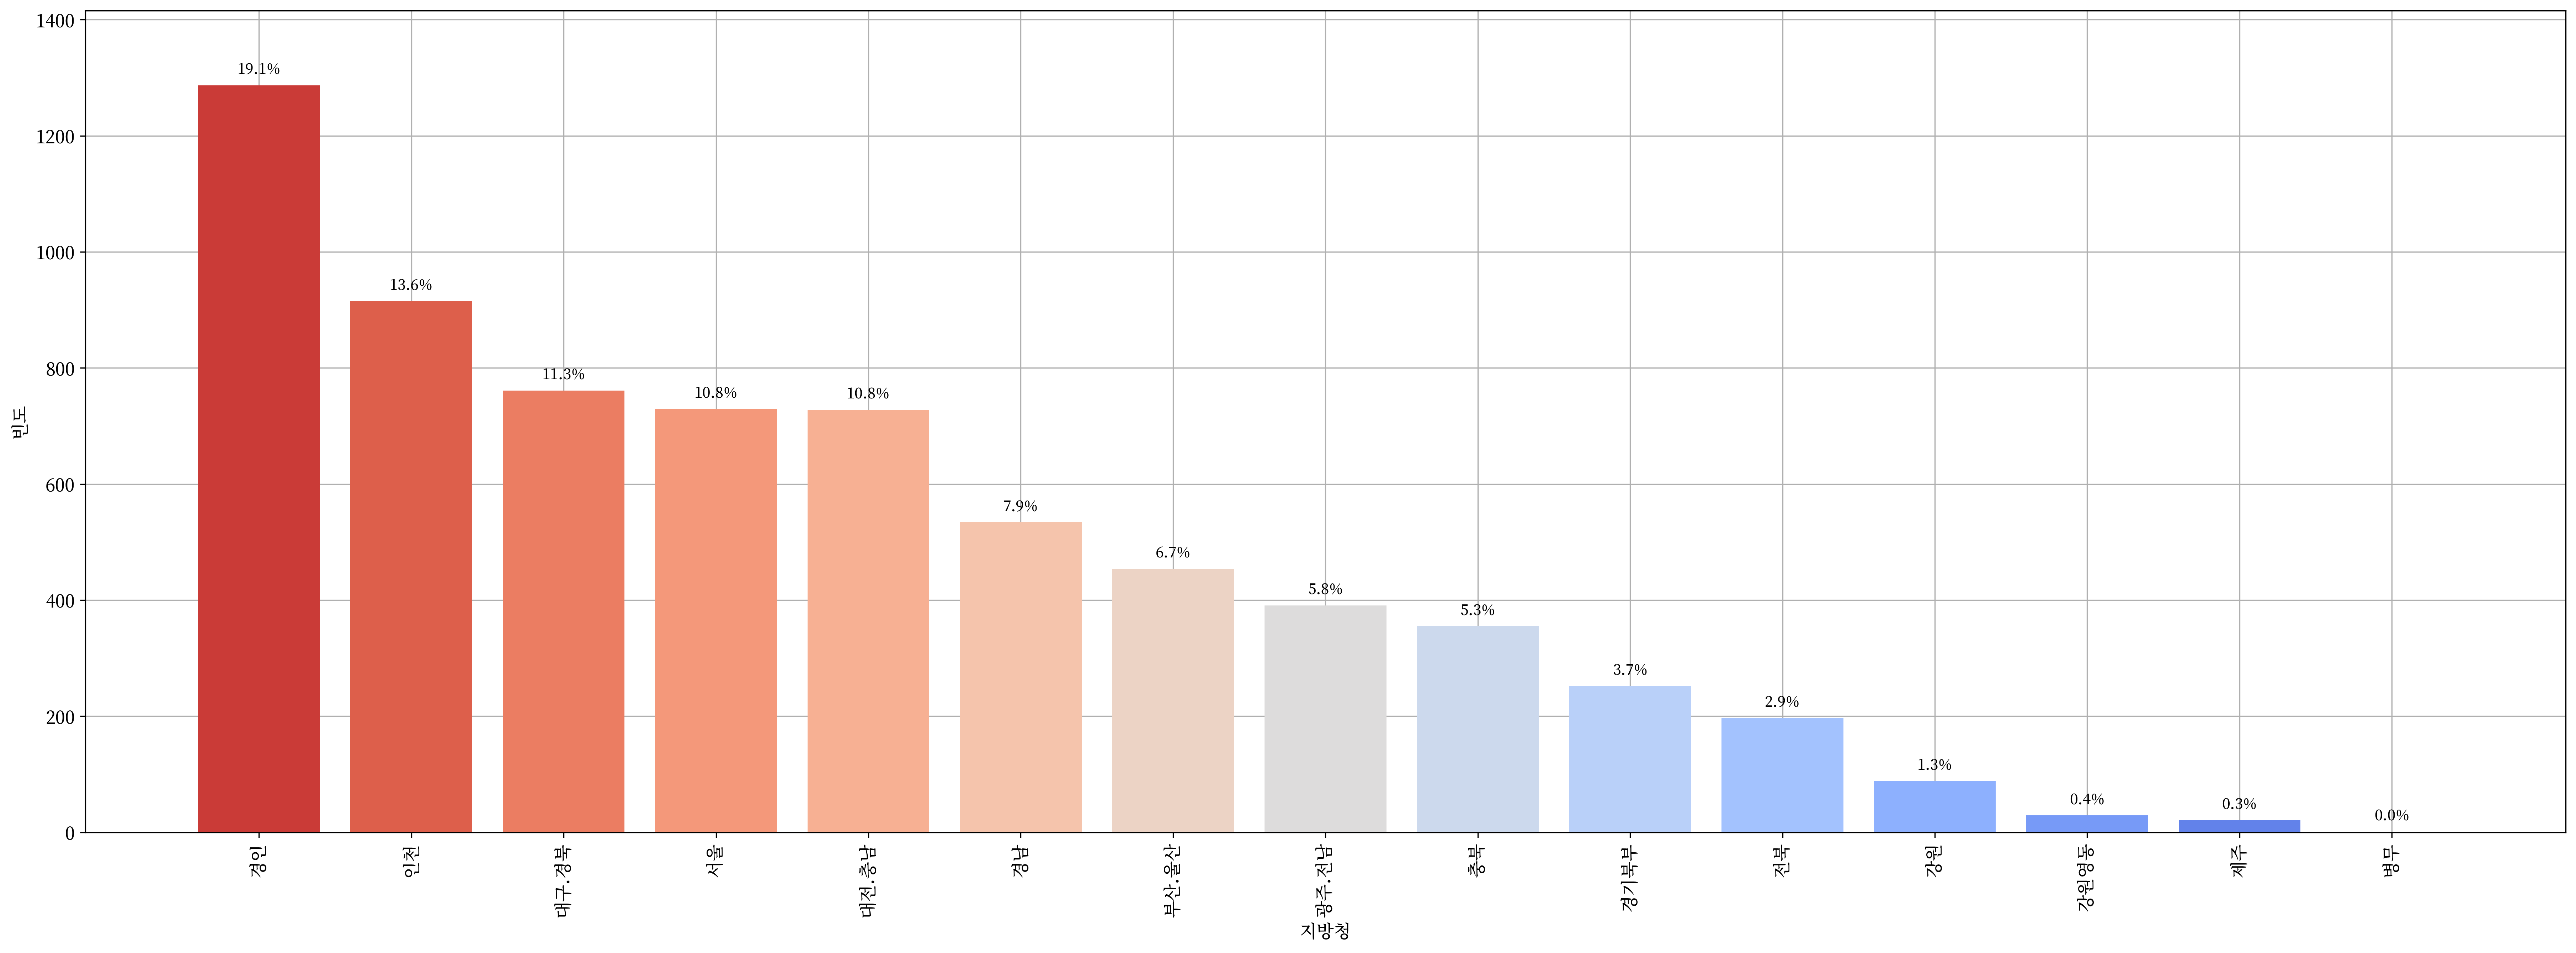 1400
1200
1000
800
600
400
200
0
빈도
19.1%
13.6%
11.3%
10.8%
10.8%
7.9%
6.7%
5.8%
5.3%
3.7%
2.9%
1.3%
0.4%
0.3%
0.0%
경인
인천
대구.경북
서울
대전.충남
경남
부산.울산
광주.전남
충북
경기북부
전북
강원
강원영동
제주
병무
지방청